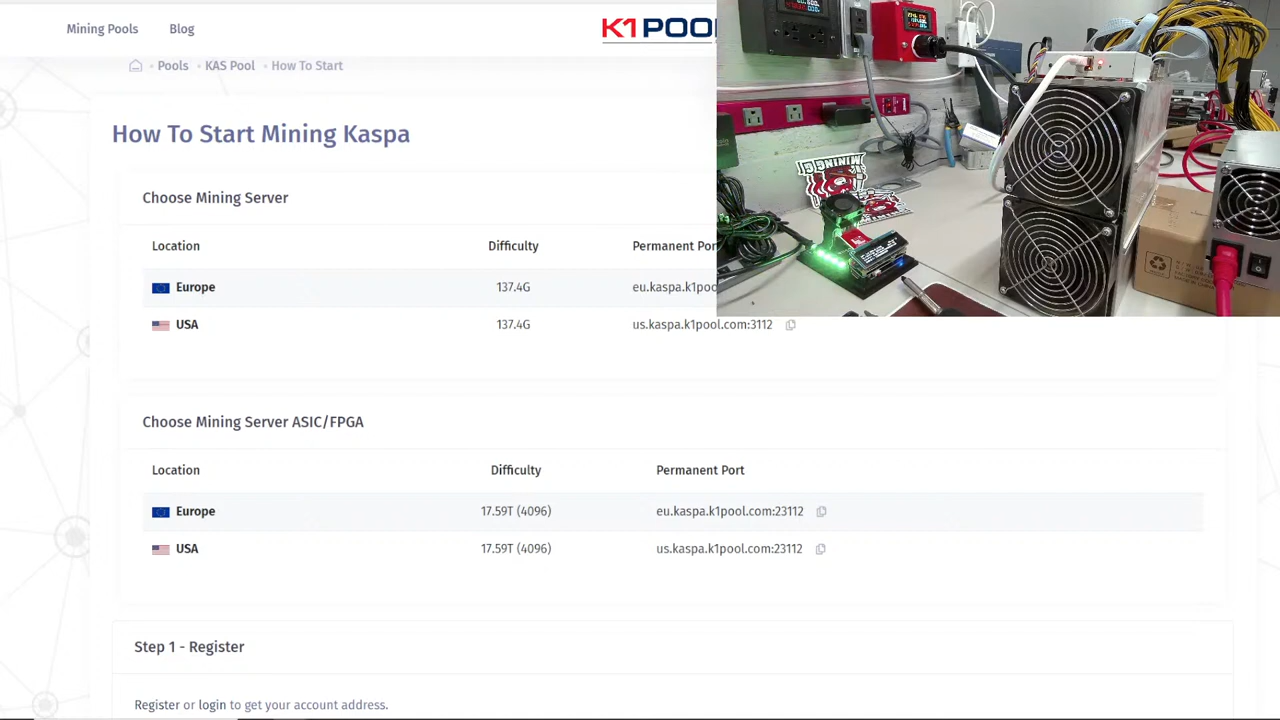 Mining Pools
Blog
K1 POO
Pools
KAS Pool
How To Start
How To Start Mining Kaspa
Choose Mining Server
Location
Difficulty
Permanent Por
Europe
137.4G
eu.kaspa.k1poo
USA
137.4G
us.kaspa.k1pool.com:3112
Choose Mining Server ASIC/FPGA
Location
Difficulty
Permanent Port
Europe
17.59T (4096)
eu.kaspa.k1pool.com:23112
USA
17.59T (4096)
us.kaspa.k1pool.com:23112
Step 1 - Register
Register or login to get your account address.
MINING